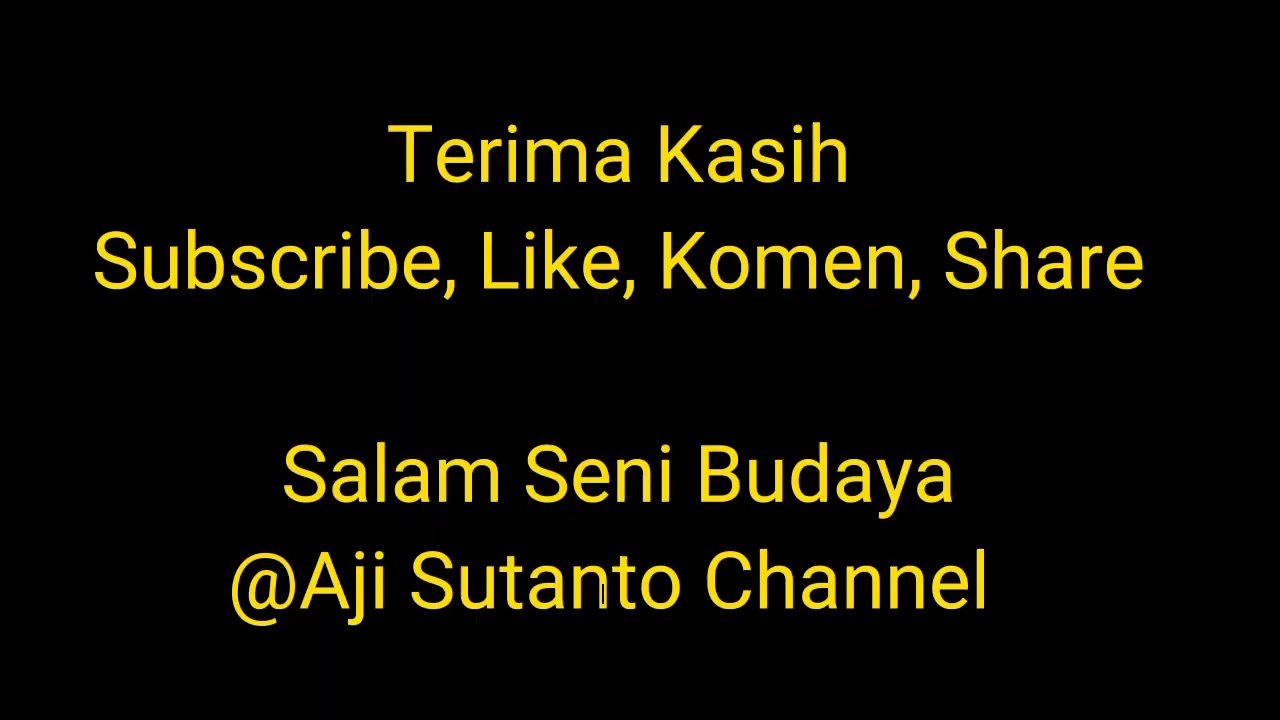 Terima Kasih
Subscribe, Like, Komen, Share
Salam Seni Budaya
@Aji Sutanto Channel